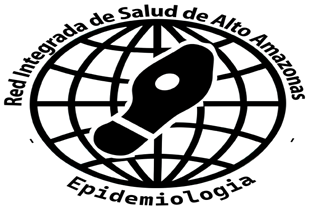 Red Integrada de Salud de Alto Amazonas
Epidemiologia